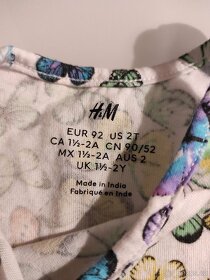 H&M
EUR 92 US 2T
CA 1½-2A CN 90/52
MX 1½-2A AUS 2
UK 1½-2Y
Made in India
Fabriqué en Inde